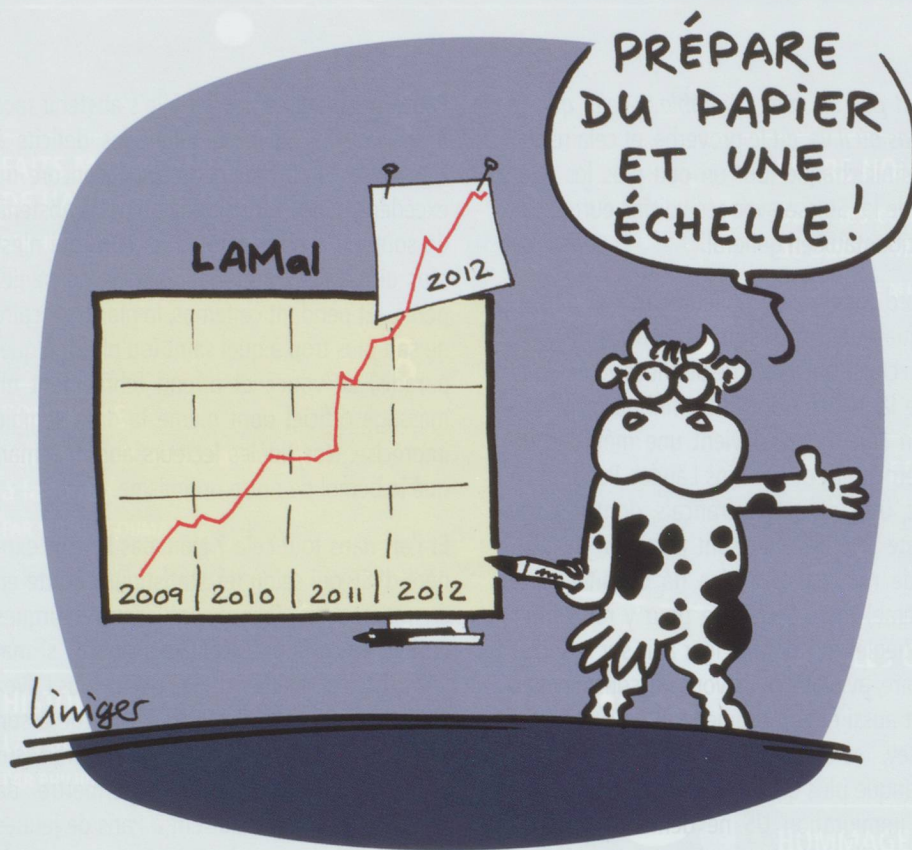 PRÉPARE
DU PAPiER
ET UNE
ÉCHELLE!
LAMal
2012
2009 | 2010 | 2011 | 2012
liniger